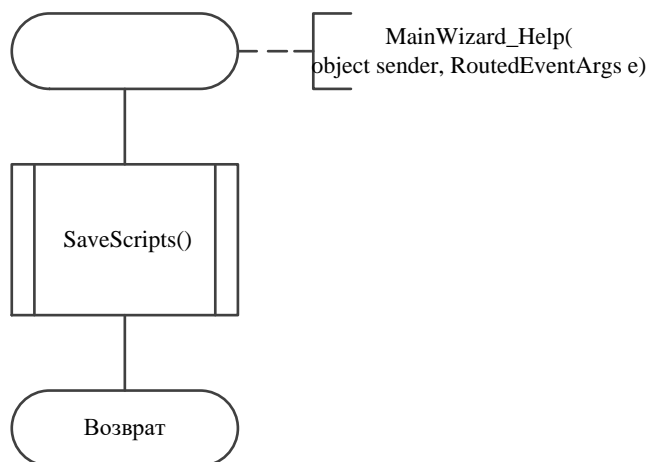 MainWizard_Help(
object sender, RoutedEventArgs e)
SaveScripts()
Возврат